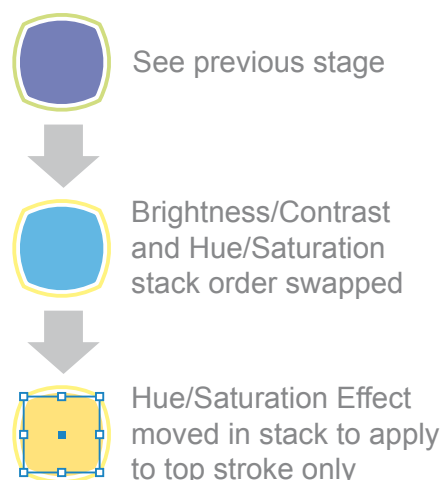 See previous stage
Brightness/Contrast
and Hue/Saturation
stack order swapped
Hue/Saturation Effect
moved in stack to apply
to top stroke only